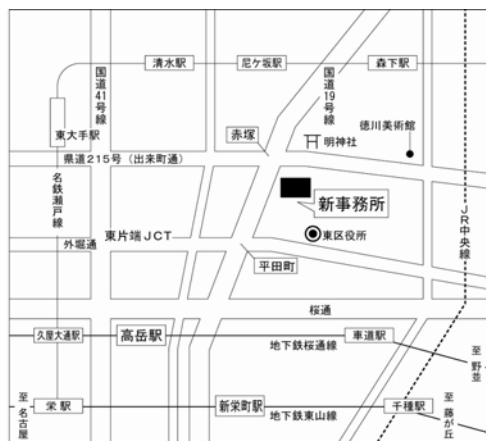 清水駅
尼ケ坂駅
森下駅
国道41号線
国道19号線
徳川美術館
東大手駅
赤塚
明神社
県道215号（出来町通）
名鉄瀬戸線
新事務所
JR中央線
外堀通
東片端JCT
東区役所
平田町
桜通
久屋大通駅
高岳駅
車道駅
地下鉄桜通線
至 野並
至 名古屋
栄駅
新栄町駅
千種駅
地下鉄東山線
至 藤が丘